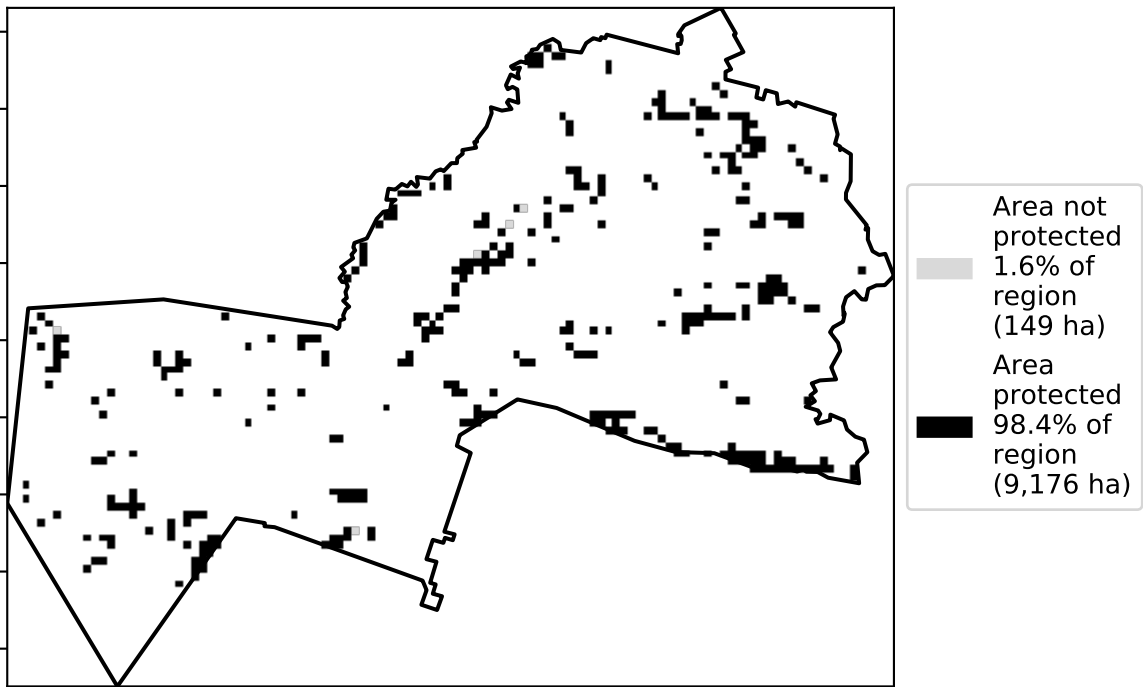 Area not
protected
1.6% of
region
(149 ha)
Area
protected
98.4% of
region
(9,176 ha)